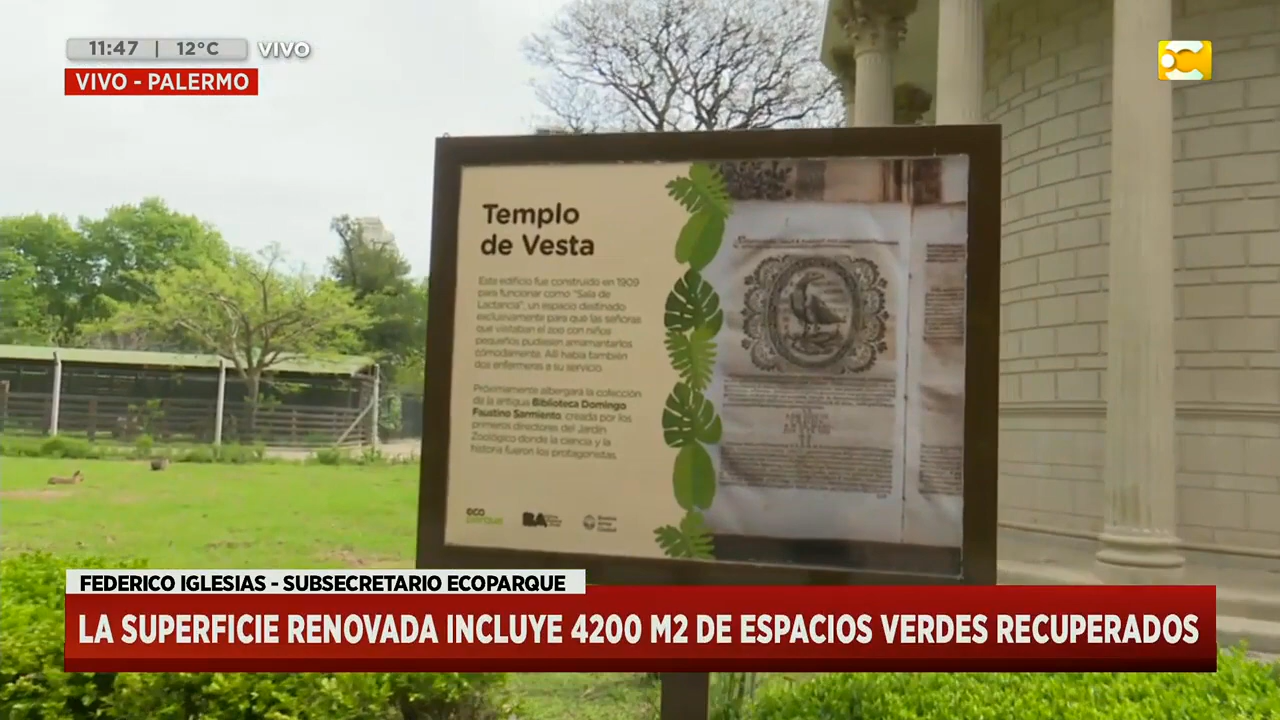 11:47 | 12°C VIVO
VIVO - PALERMO
Templo
de Vesta
Este edificio fue construido en 1909
para funcionar como "Sala de
Lactancia", un espacio destinado
exclusivamente para que las señoras
que visitaban el zoo con niños
pequeños pudiesen amamantarlos
cómodamente. Allí había también
dos enfermeras a su servicio.
Próximamente albergará la colección
de la antigua Biblioteca Domingo
Faustino Sarmiento, creada por los
primeros directores del Jardín
Zoológico donde la ciencia y la
historia fueron los protagonistas.
eco
parque
BA
FEDERICO IGLESIAS - SUBSECRETARIO ECOPARQUE
LA SUPERFICIE RENOVADA INCLUYE 4200 M2 DE ESPACIOS VERDES RECUPERADOS